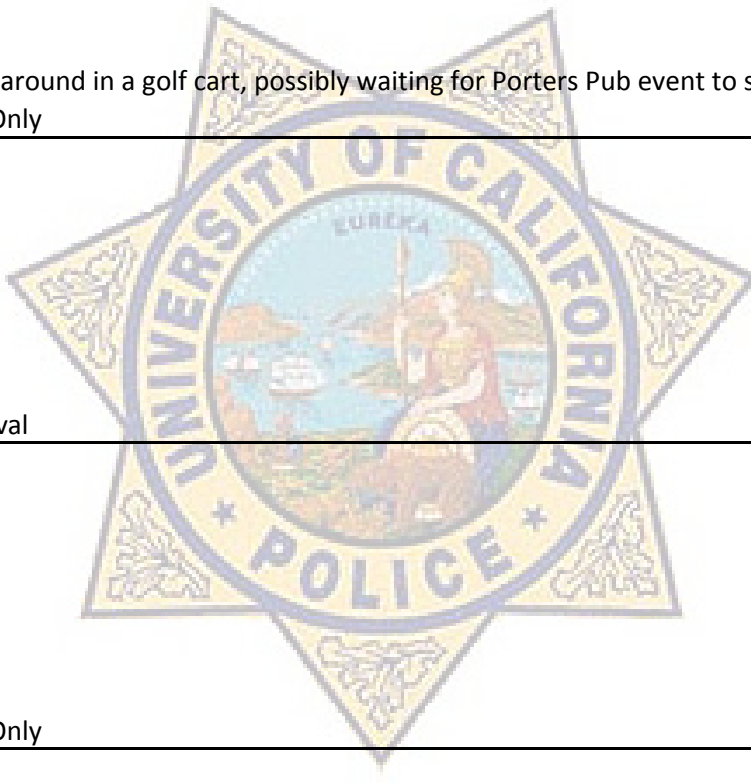 around in a golf cart, possibly waiting for Porters Pub event to s
Only
UNIVERSITY OF CALIFORNIA
EUREKA
val
POLICE
Only